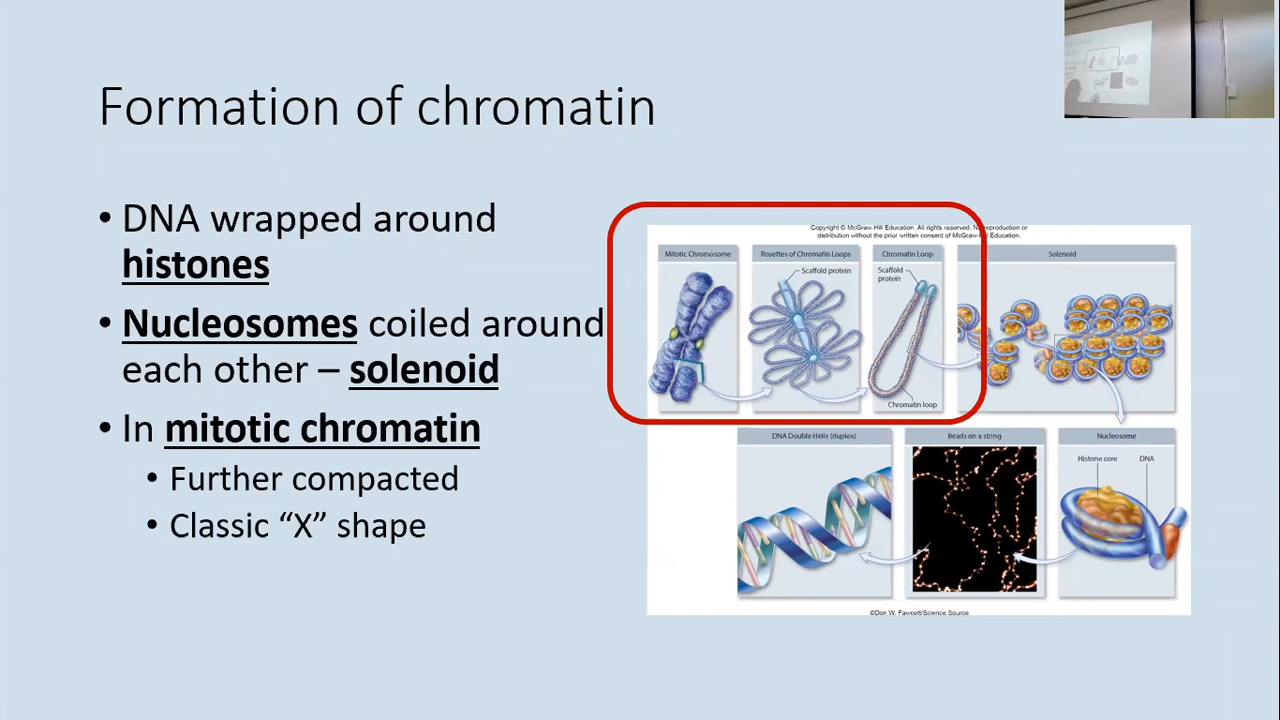 Formation of chromatin
• DNA wrapped around
histones
• Nucleosomes coiled around
each other – solenoid
• In mitotic chromatin
• Further compacted
• Classic “X” shape
Copyright © McGraw-Hill Education. All rights reserved. No reproduction or
distribution without the prior written consent of McGraw-Hill Education.
Mitotic Chromosome
Rosettes of Chromatin Loops
Chromatin Loop
Solenoid
Scaffold protein
Scaffold
protein
Chromatin loop
DNA Double Helix (duplex)
Beads on a string
Nucleosome
Histone core
DNA
©Don W. Fawcett/Science Source